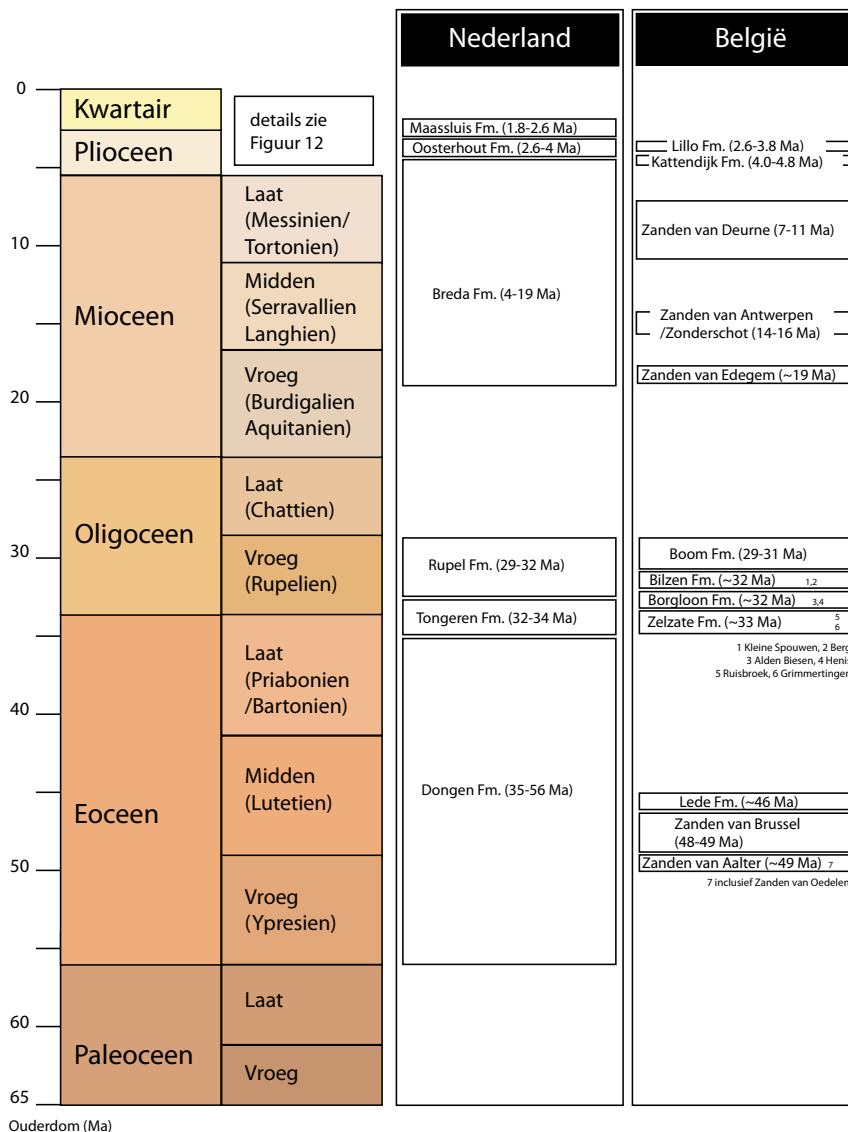 Nederland
België
0
10
20
30
40
50
60
65
Ouderdom (Ma)
Kwartair
Plioceen
Mioceen
Oligoceen
Eoceen
Paleoceen
details zie
Figuur 12
Laat
(Messinien/
Tortonien)
Midden
(Serravallien
Langhien)
Vroeg
(Burdigalien
Aquitanien)
Laat
(Chattien)
Vroeg
(Rupelien)
Laat
(Priabonien
/Bartonien)
Midden
(Lutetien)
Vroeg
(Ypresien)
Laat
Vroeg
Maassluis Fm. (1.8-2.6 Ma)
Oosterhout Fm. (2.6-4 Ma)
Breda Fm. (4-19 Ma)
Rupel Fm. (29-32 Ma)
Tongeren Fm. (32-34 Ma)
Dongen Fm. (35-56 Ma)
Lillo Fm. (2.6-3.8 Ma)
Kattendijk Fm. (4.0-4.8 Ma)
Zanden van Deurne (7-11 Ma)
Zanden van Antwerpen
/Zonderschot (14-16 Ma)
Zanden van Edegem (~19 Ma)
Boom Fm. (29-31 Ma)
Bilzen Fm. (~32 Ma) 1,2
Borgloon Fm. (~32 Ma) 3,4
Zelzate Fm. (~33 Ma) 5
6
1 Kleine Spouwen, 2 Berg
3 Alden Biesen, 4 Henis
5 Ruisbroek, 6 Grimmertingen
Lede Fm. (~46 Ma)
Zanden van Brussel
(48-49 Ma)
Zanden van Aalter (~49 Ma) 7
7 inclusief Zanden van Oedelem